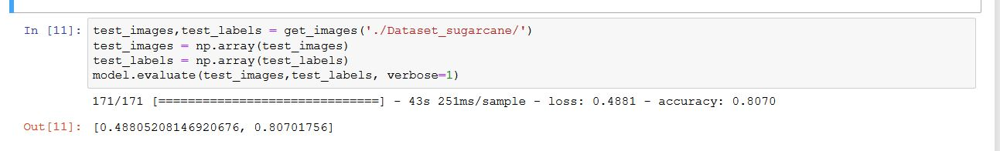 In [11]: test_images,test_labels = get_images('./Dataset_sugarcane/')
test_images = np.array(test_images)
test_labels = np.array(test_labels)
model.evaluate(test_images,test_labels, verbose=1)
171/171 [==============================] - 43s 251ms/sample - loss: 0.4881 - accuracy: 0.8070
Out[11]: [0.48805208146920676, 0.80701756]